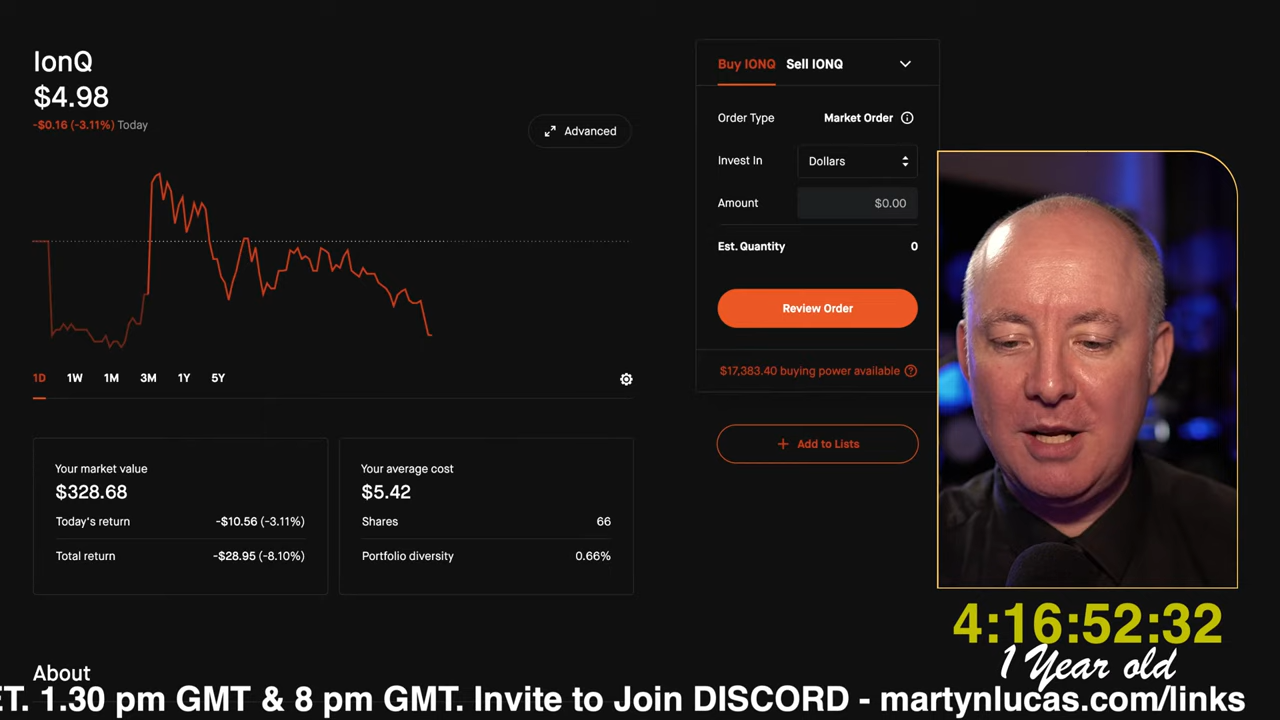 IonQ
$4.98
-$0.16 (-3.11%) Today
Advanced
1D 1W 1M 3M 1Y 5Y
Your market value
$328.68
Today's return -$10.56 (-3.11%)
Total return -$28.95 (-8.10%)
Your average cost
$5.42
Shares 66
Portfolio diversity 0.66%
About
Buy IONQ Sell IONQ
Order Type Market Order
Invest In Dollars
Amount $0.00
Est. Quantity 0
Review Order
$17,383.40 buying power available
+ Add to Lists
4:16:52:32
1 Year old
ET. 1.30 pm GMT & 8 pm GMT. Invite to Join DISCORD - martynlucas.com/links